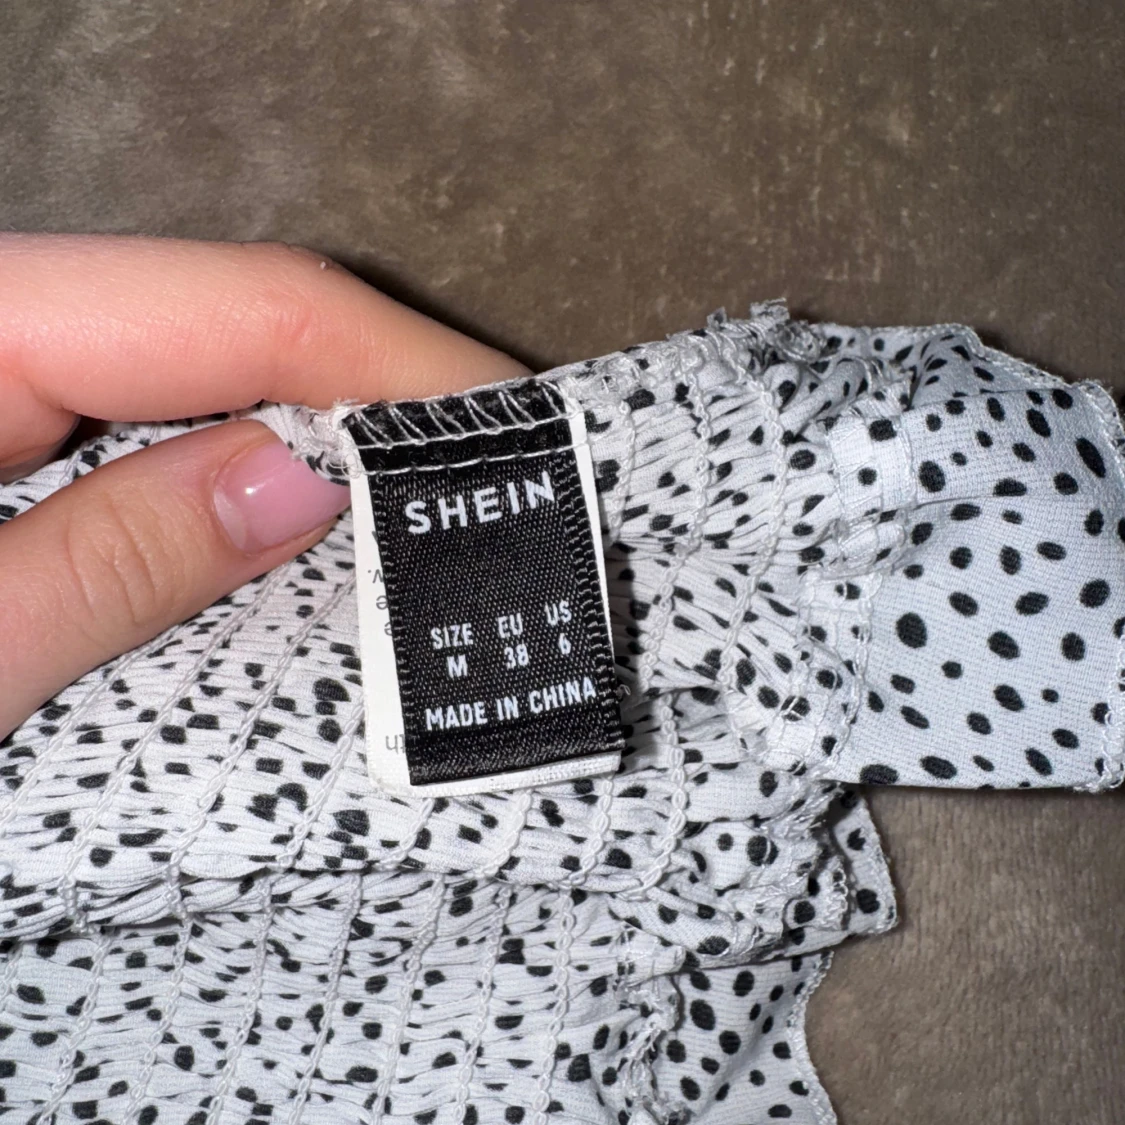 SHEIN
SIZE EU US
M 38 6
MADE IN CHINA